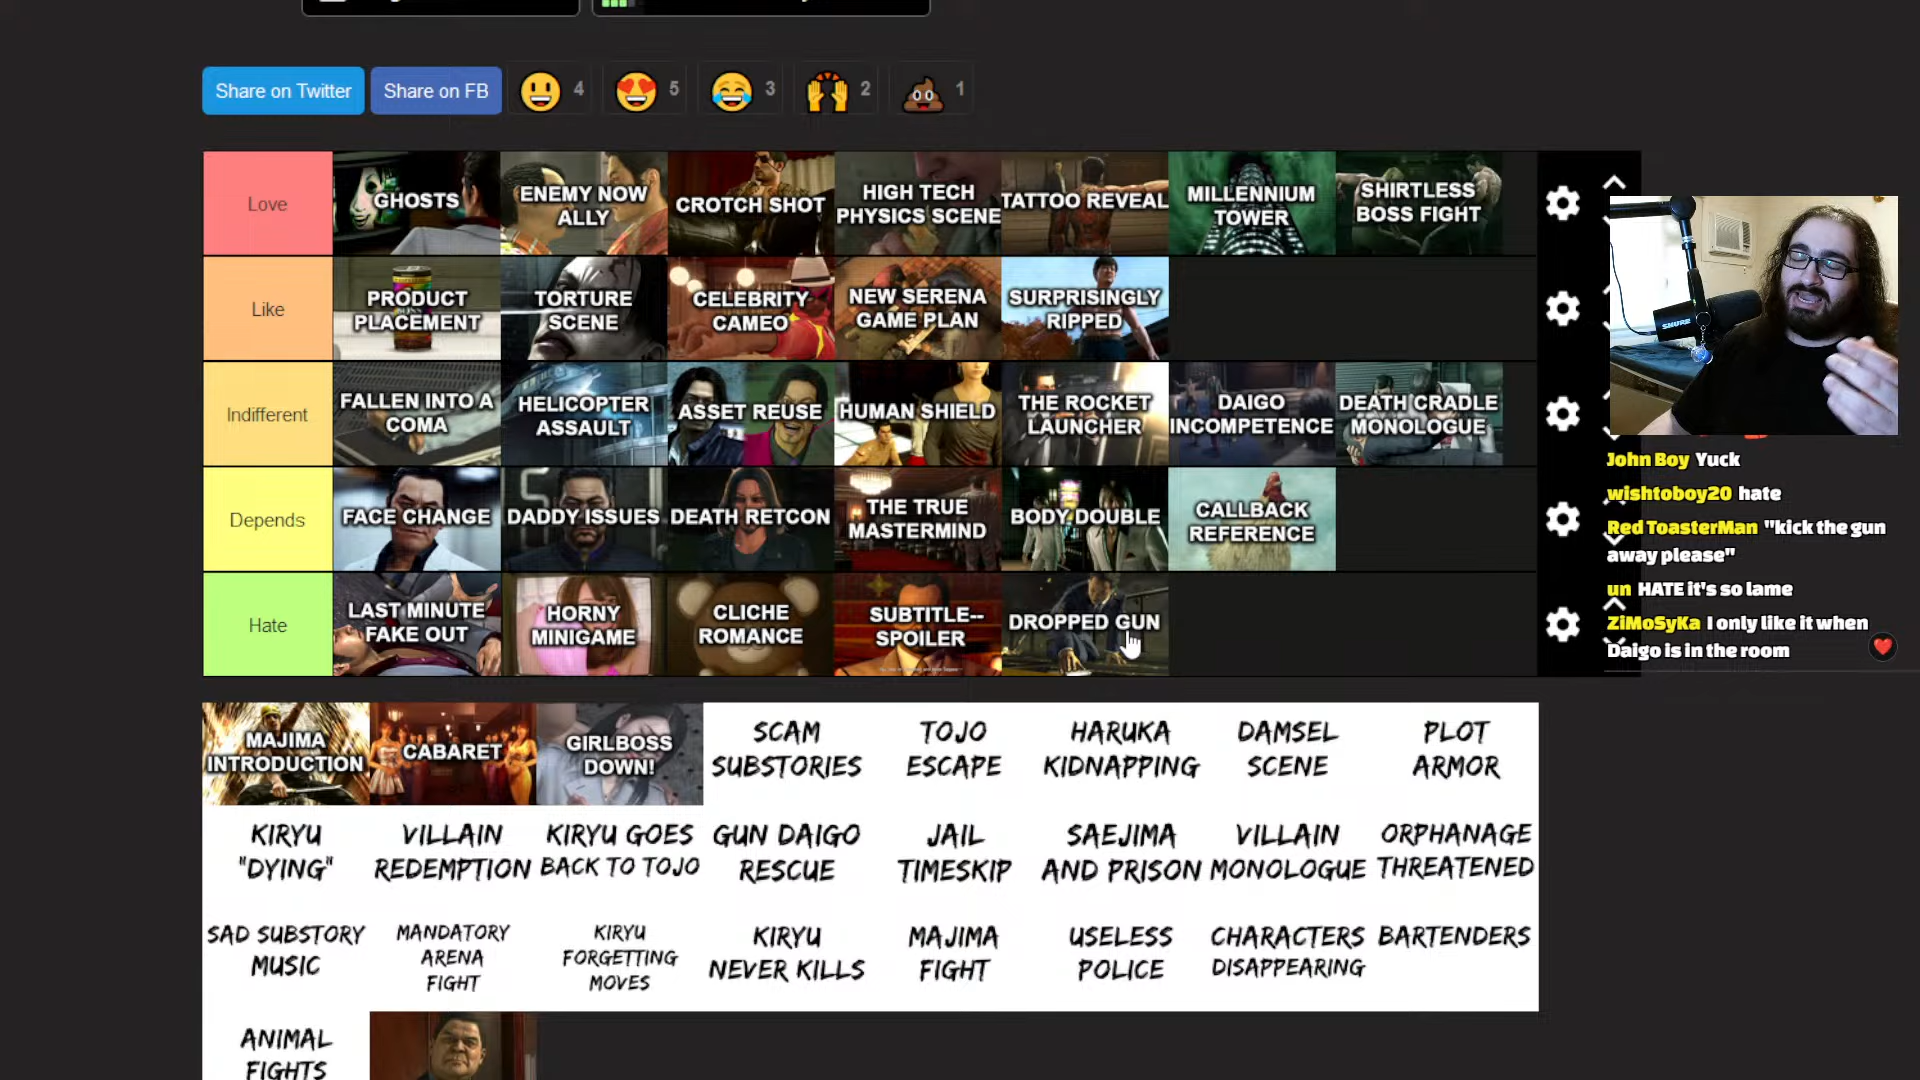 Share on Twitter
Share on FB
4
5
3
2
1
Love
GHOSTS
ENEMY NOW
ALLY
CROTCH SHOT
HIGH TECH
PHYSICS SCENE
TATTOO REVEAL
MILLENNIUM
TOWER
SHIRTLESS
BOSS FIGHT
Like
PRODUCT
PLACEMENT
TORTURE
SCENE
CELEBRITY
CAMEO
NEW SERENA
GAME PLAN
SURPRISINGLY
RIPPED
SHURE
Indifferent
FALLEN INTO A
COMA
HELICOPTER
ASSAULT
ASSET REUSE
HUMAN SHIELD
THE ROCKET
LAUNCHER
DAIGO
INCOMPETENCE
DEATH CRADLE
MONOLOGUE
Depends
FACE CHANGE
DADDY ISSUES
DEATH RETCON
THE TRUE
MASTERMIND
BODY DOUBLE
CALLBACK
REFERENCE
Hate
LAST MINUTE
FAKE OUT
HORNY
MINIGAME
CLICHE
ROMANCE
SUBTITLE--
SPOILER
DROPPED GUN
John Boy Yuck
wishtoboy20 hate
Red ToasterMan "kick the gun
away please"
un HATE it's so lame
ZiMoSyKa I only like it when
Daigo is in the room
MAJIMA
INTRODUCTION
CABARET
GIRLBOSS
DOWN!
SCAM
SUBSTORIES
TOJO
ESCAPE
HARUKA
KIDNAPPING
DAMSEL
SCENE
PLOT
ARMOR
KIRYU
"DYING"
VILLAIN
REDEMPTION
KIRYU GOES
BACK TO TOJO
GUN DAIGO
RESCUE
JAIL
TIMESKIP
SAEJIMA
AND PRISON
VILLAIN
MONOLOGUE
ORPHANAGE
THREATENED
SAD SUBSTORY
MUSIC
MANDATORY
ARENA
FIGHT
KIRYU
FORGETTING
MOVES
KIRYU
NEVER KILLS
MAJIMA
FIGHT
USELESS
POLICE
CHARACTERS
DISAPPEARING
BARTENDERS
ANIMAL
FIGHTS